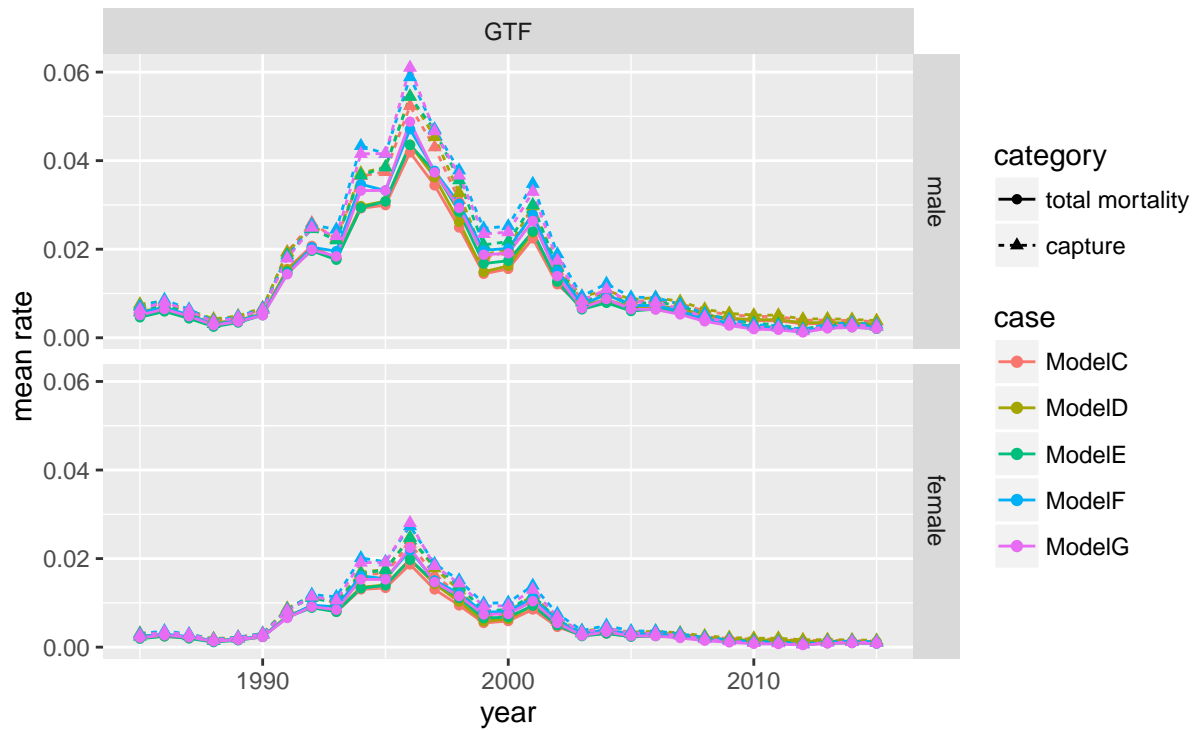 GTF
0.06
0.04
0.02
0.00
male
0.06
0.04
0.02
0.00
female
mean rate
1990
2000
2010
year
category
total mortality
capture
case
ModelC
ModelD
ModelE
ModelF
ModelG